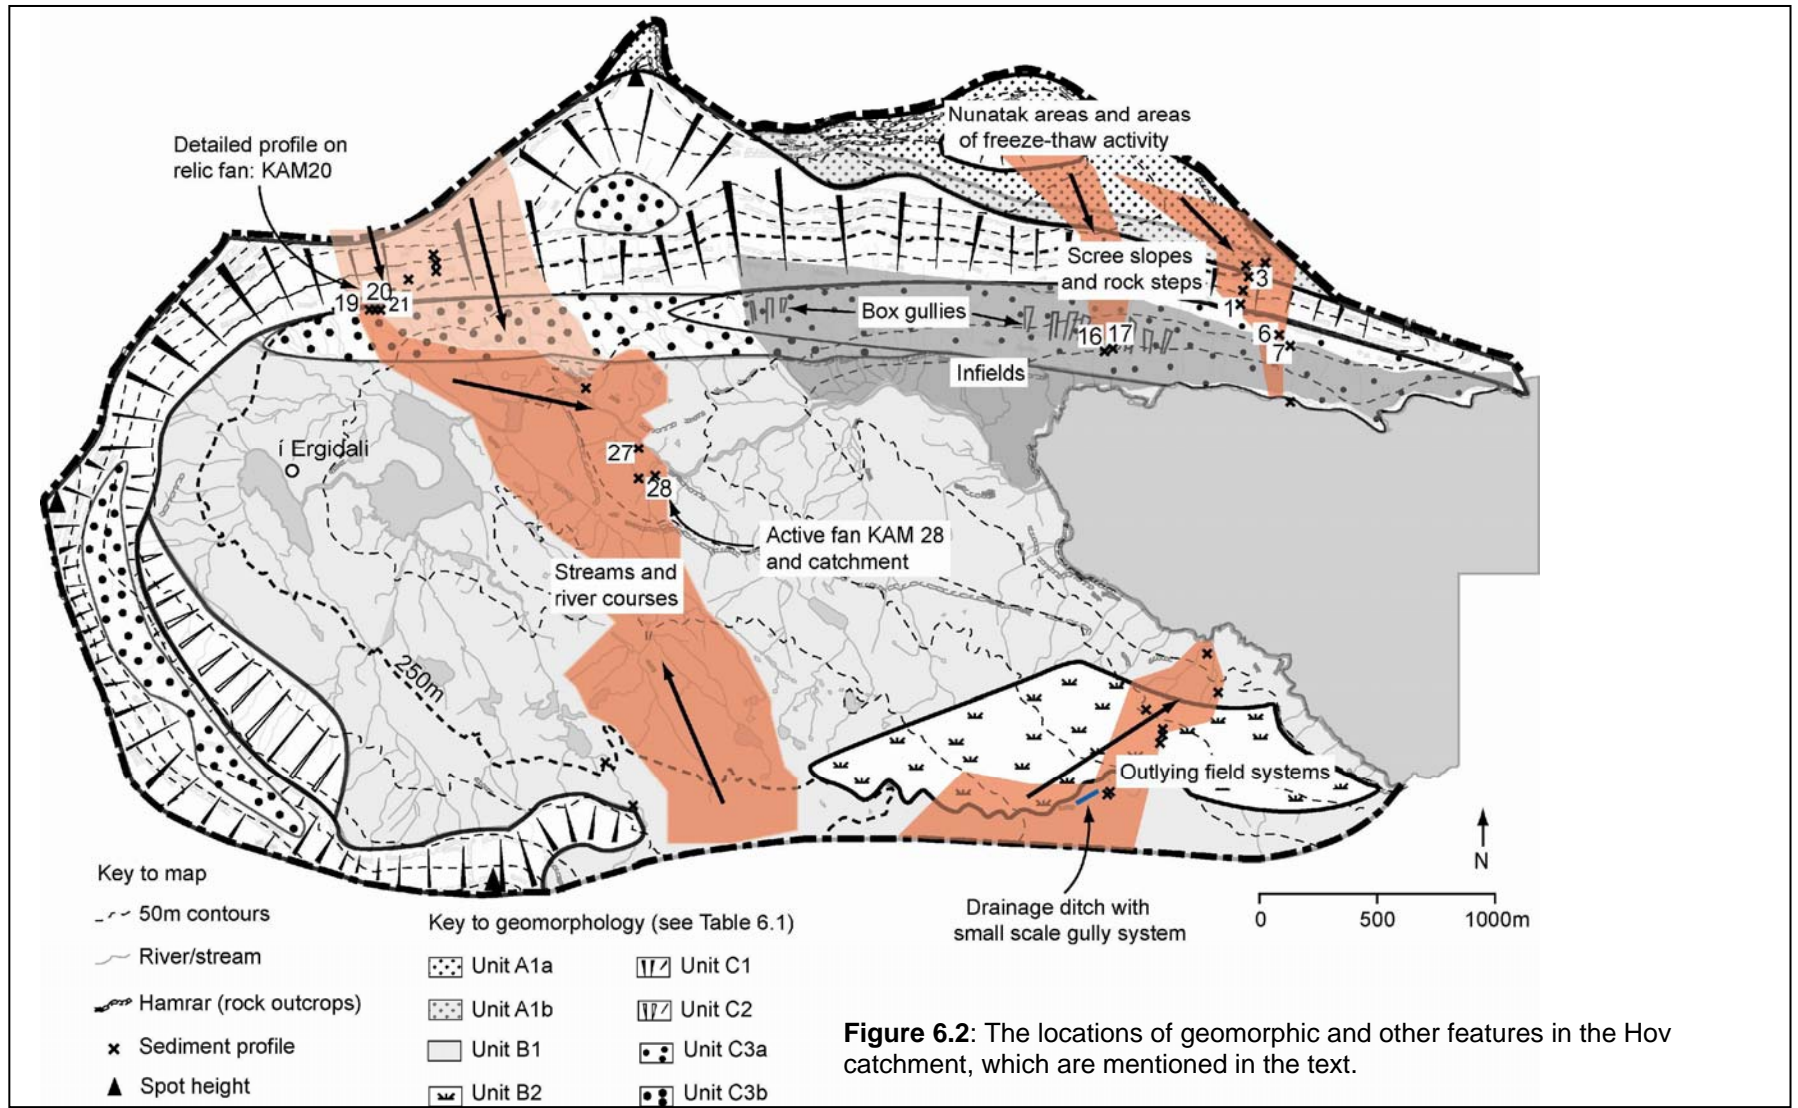 Nunatak areas and areas
of freeze-thaw activity
Detailed profile on
relic fan: KAM20
Scree slopes
and rock steps
3
20
19
21
1
Box gullies
6
16
17
7
Infields
í Ergidali
27
28
Active fan KAM 28
and catchment
Streams and
river courses
250m
Outlying field systems
N
Drainage ditch with
small scale gully system
0 500 1000m
Key to map
50m contours
River/stream
Hamrar (rock outcrops)
Sediment profile
Spot height
Key to geomorphology (see Table 6.1)
Unit A1a
Unit A1b
Unit B1
Unit B2
Unit C1
Unit C2
Unit C3a
Unit C3b
Figure 6.2: The locations of geomorphic and other features in the Hov
catchment, which are mentioned in the text.